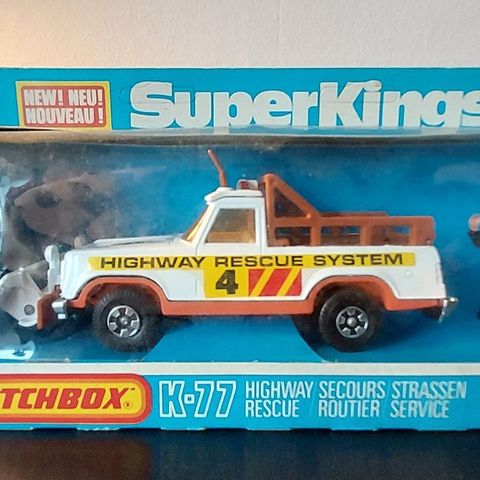 NEW! NEU!
NOUVEAU!
SuperKings
HIGHWAY RESCUE SYSTEM
4
TCHBOX
K-77
HIGHWAY SECOURS STRASSEN
RESCUE / ROUTIER / SERVICE